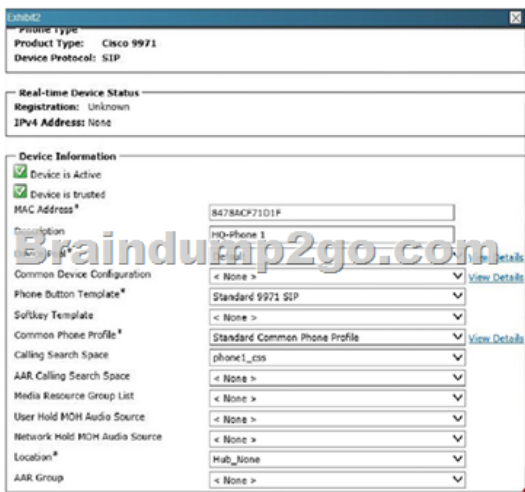 Exhibit2
Phone Type
Product Type: Cisco 9971
Device Protocol: SIP
Real-time Device Status
Registration: Unknown
IPv4 Address: None
Device Information
Device is Active
Device is trusted
MAC Address* 8478ACF71D1F
Description HQ-Phone 1
Braindump2go.com
View Details
Common Device Configuration < None > View Details
Phone Button Template* Standard 9971 SIP
Softkey Template < None >
Common Phone Profile* Standard Common Phone Profile View Details
Calling Search Space phone1_css
AAR Calling Search Space < None >
Media Resource Group List < None >
User Hold MOH Audio Source < None >
Network Hold MOH Audio Source < None >
Location* Hub_None
AAR Group < None >